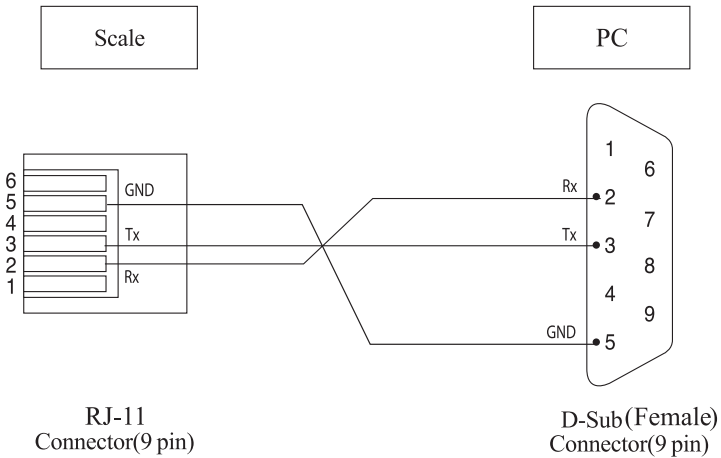 Scale
PC
6
5
4
3
2
1
GND
Tx
Rx
Rx
Tx
GND
1
2
3
4
5
6
7
8
9
RJ-11
Connector(9 pin)
D-Sub(Female)
Connector(9 pin)